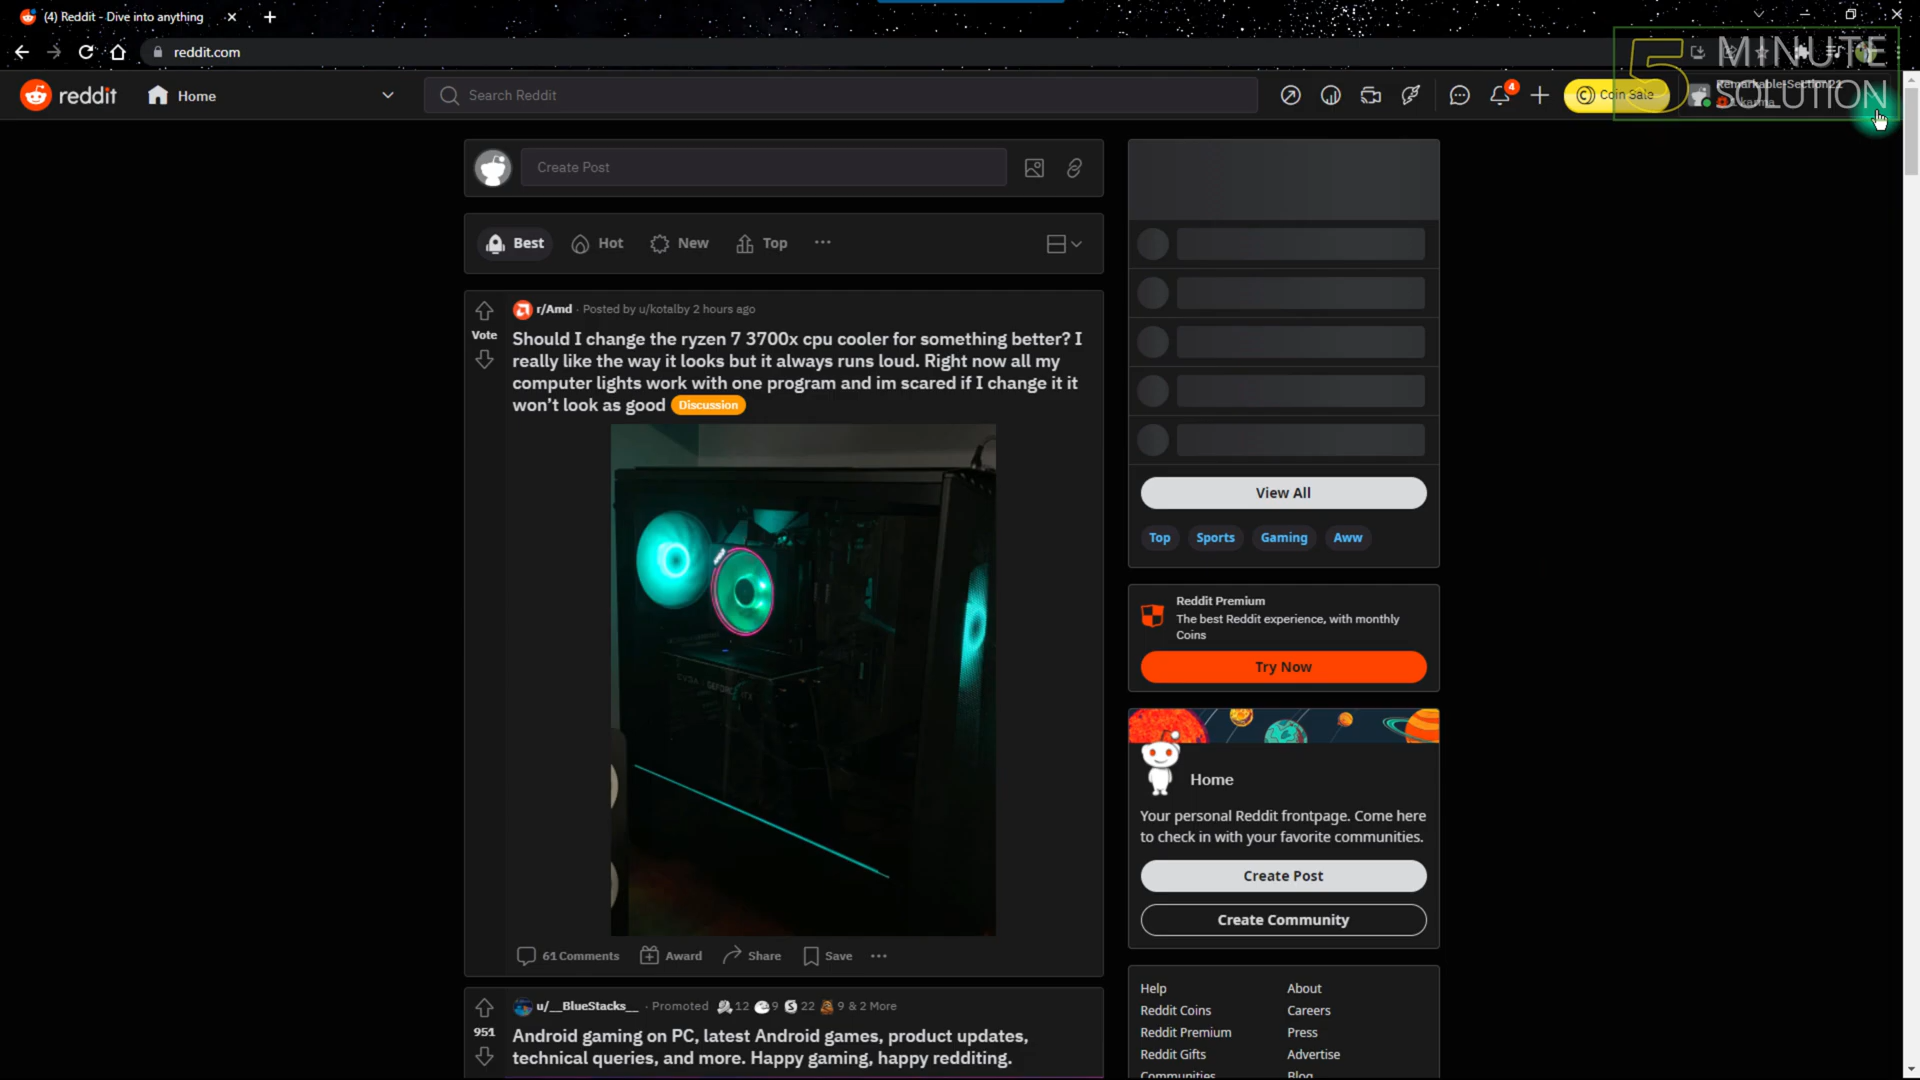 (4) Reddit - Dive into anything
reddit.com
5 MINUTE SOLUTION
reddit
Home
Search Reddit
4
Coin Sale
Remarkable-Section21
karma
Create Post
Best
Hot
New
Top
r/Amd · Posted by u/kotalby 2 hours ago
Vote
Should I change the ryzen 7 3700x cpu cooler for something better? I
really like the way it looks but it always runs loud. Right now all my
computer lights work with one program and im scared if I change it it
won't look as good Discussion
61 Comments
Award
Share
Save
u/__BlueStacks__ · Promoted 12 9 22 9 & 2 More
951
Android gaming on PC, latest Android games, product updates,
technical queries, and more. Happy gaming, happy redditing.
View All
Top
Sports
Gaming
Aww
Reddit Premium
The best Reddit experience, with monthly
Coins
Try Now
Home
Your personal Reddit frontpage. Come here
to check in with your favorite communities.
Create Post
Create Community
Help
About
Reddit Coins
Careers
Reddit Premium
Press
Reddit Gifts
Advertise
Communities
Blog